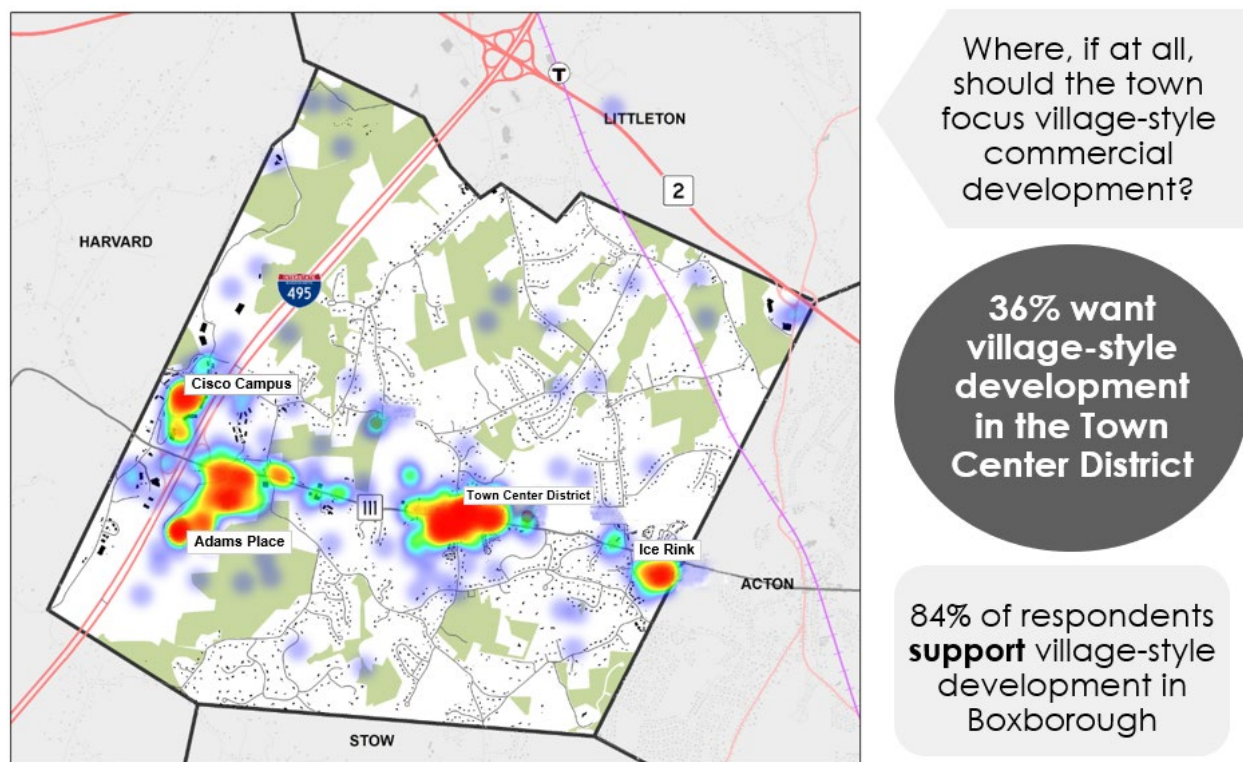 T
LITTLETON
2
HARVARD
INTERSTATE
495
Cisco Campus
Town Center District
111
Adams Place
Ice Rink
ACTON
STOW
Where, if at all,
should the town
focus village-style
commercial
development?
36% want
village-style
development
in the Town
Center District
84% of respondents
support village-style
development in
Boxborough